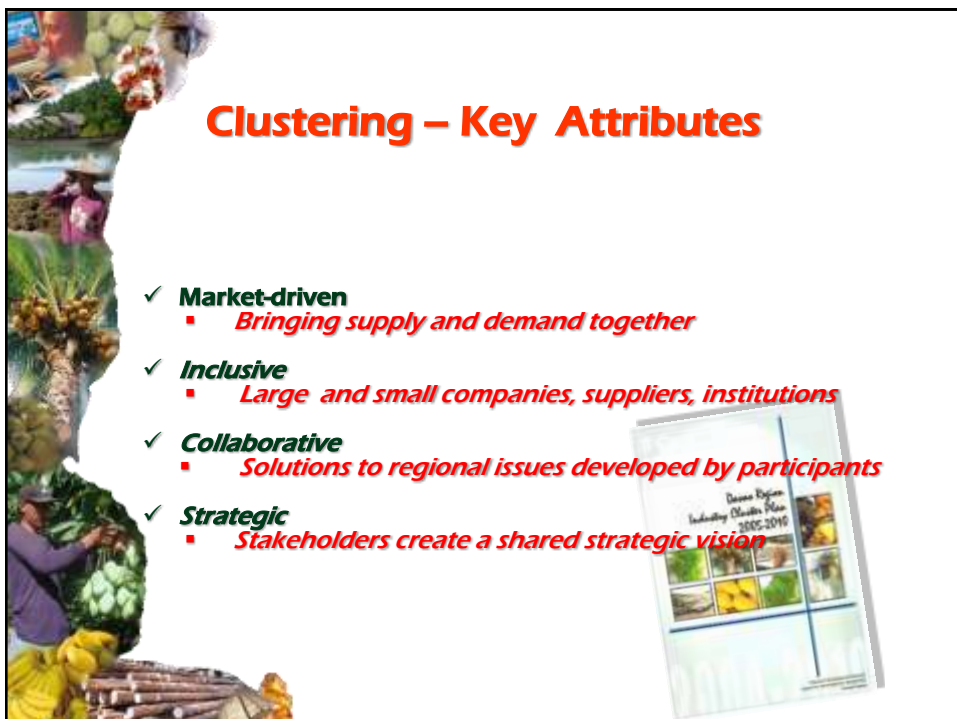 Clustering – Key Attributes
✓ Market-driven
▪ Bringing supply and demand together
✓ Inclusive
▪ Large and small companies, suppliers, institutions
✓ Collaborative
▪ Solutions to regional issues developed by participants
✓ Strategic
▪ Stakeholders create a shared strategic vision
Davao Region
Industry Cluster Plan
2005-2010